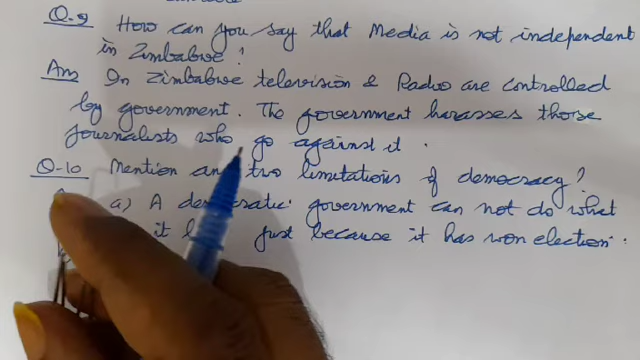 Q-9 How can you say that Media is not independent
in Zimbabwe?
Ans In Zimbabwe television & Radio are controlled
by government. The government harasses those
Journalists who go against it.
Q-10 Mention any two limitations of democracy?
a) A democratic government can not do what
it just because it has won election.